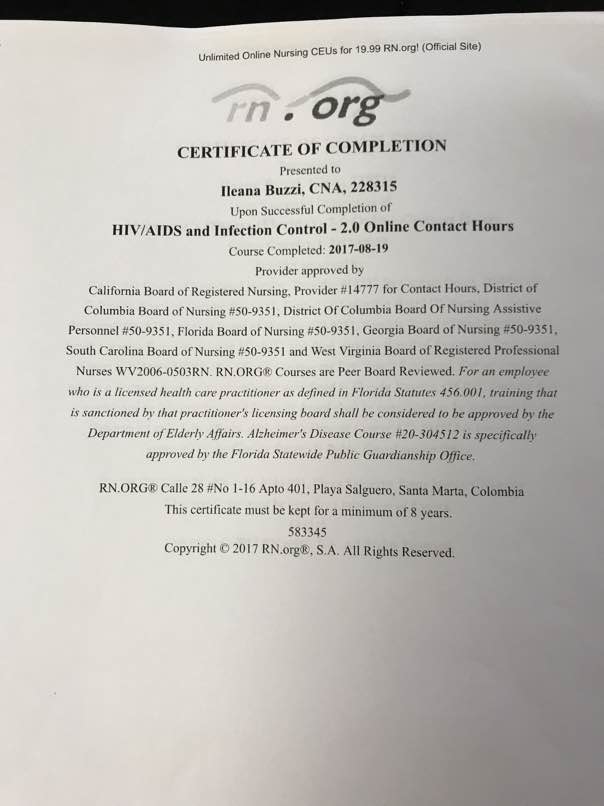 Unlimited Online Nursing CEUs for 19.99 RN.org! (Official Site)
rn.org
CERTIFICATE OF COMPLETION
Presented to
Ileana Buzzi, CNA, 228315
Upon Successful Completion of
HIV/AIDS and Infection Control - 2.0 Online Contact Hours
Course Completed: 2017-08-19
Provider approved by
California Board of Registered Nursing, Provider #14777 for Contact Hours, District of
Columbia Board of Nursing #50-9351, District Of Columbia Board Of Nursing Assistive
Personnel #50-9351, Florida Board of Nursing #50-9351, Georgia Board of Nursing #50-9351,
South Carolina Board of Nursing #50-9351 and West Virginia Board of Registered Professional
Nurses WV2006-0503RN. RN.ORG® Courses are Peer Board Reviewed. For an employee
who is a licensed health care practitioner as defined in Florida Statutes 456.001, training that
is sanctioned by that practitioner's licensing board shall be considered to be approved by the
Department of Elderly Affairs. Alzheimer's Disease Course #20-304512 is specifically
approved by the Florida Statewide Public Guardianship Office.
RN.ORG® Calle 28 #No 1-16 Apto 401, Playa Salguero, Santa Marta, Colombia
This certificate must be kept for a minimum of 8 years.
583345
Copyright © 2017 RN.org®, S.A. All Rights Reserved.